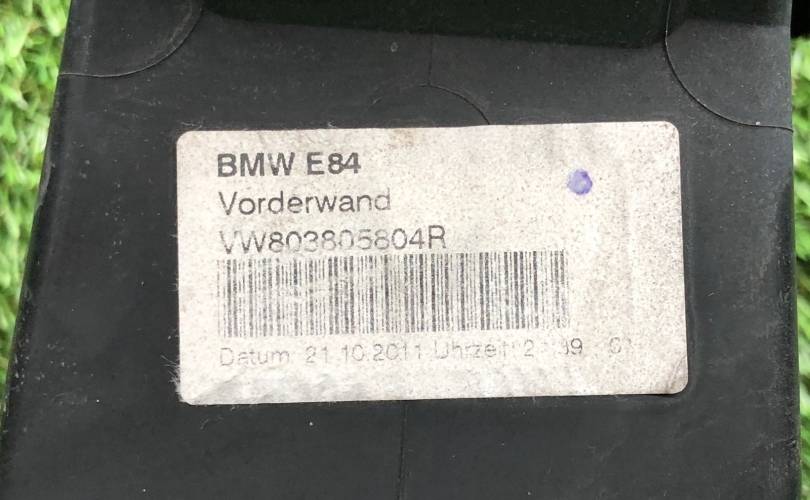 BMW E84
Vorderwand
VW803805804R
Datum 21.10.2011 Uhrzeit